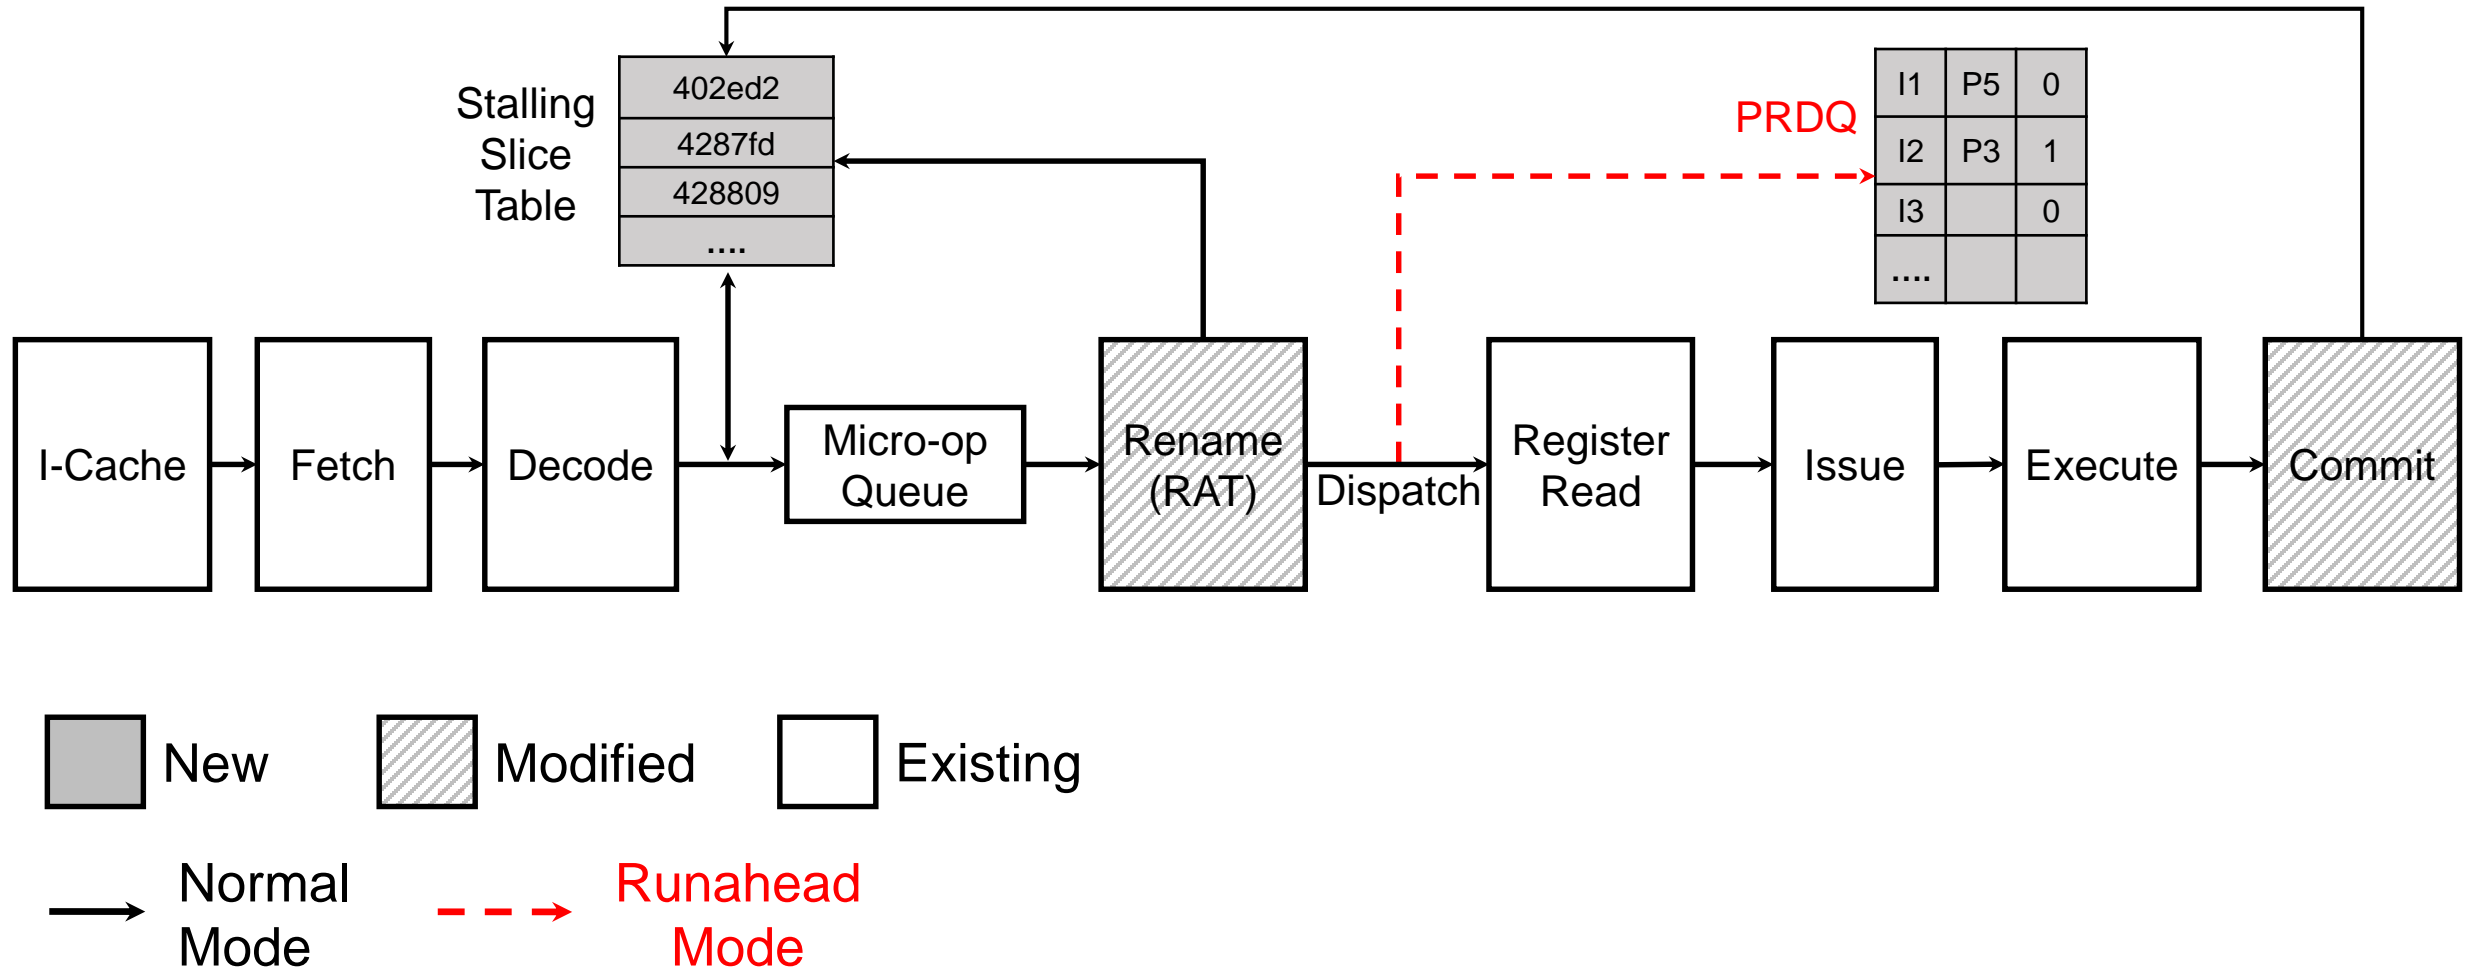 Stalling
Slice
Table
402ed2
4287fd
428809
....
PRDQ
I1 P5 0
I2 P3 1
I3 0
....
I-Cache
Fetch
Decode
Micro-op
Queue
Rename
(RAT)
Dispatch
Register
Read
Issue
Execute
Commit
New
Modified
Existing
Normal
Mode
Runahead
Mode